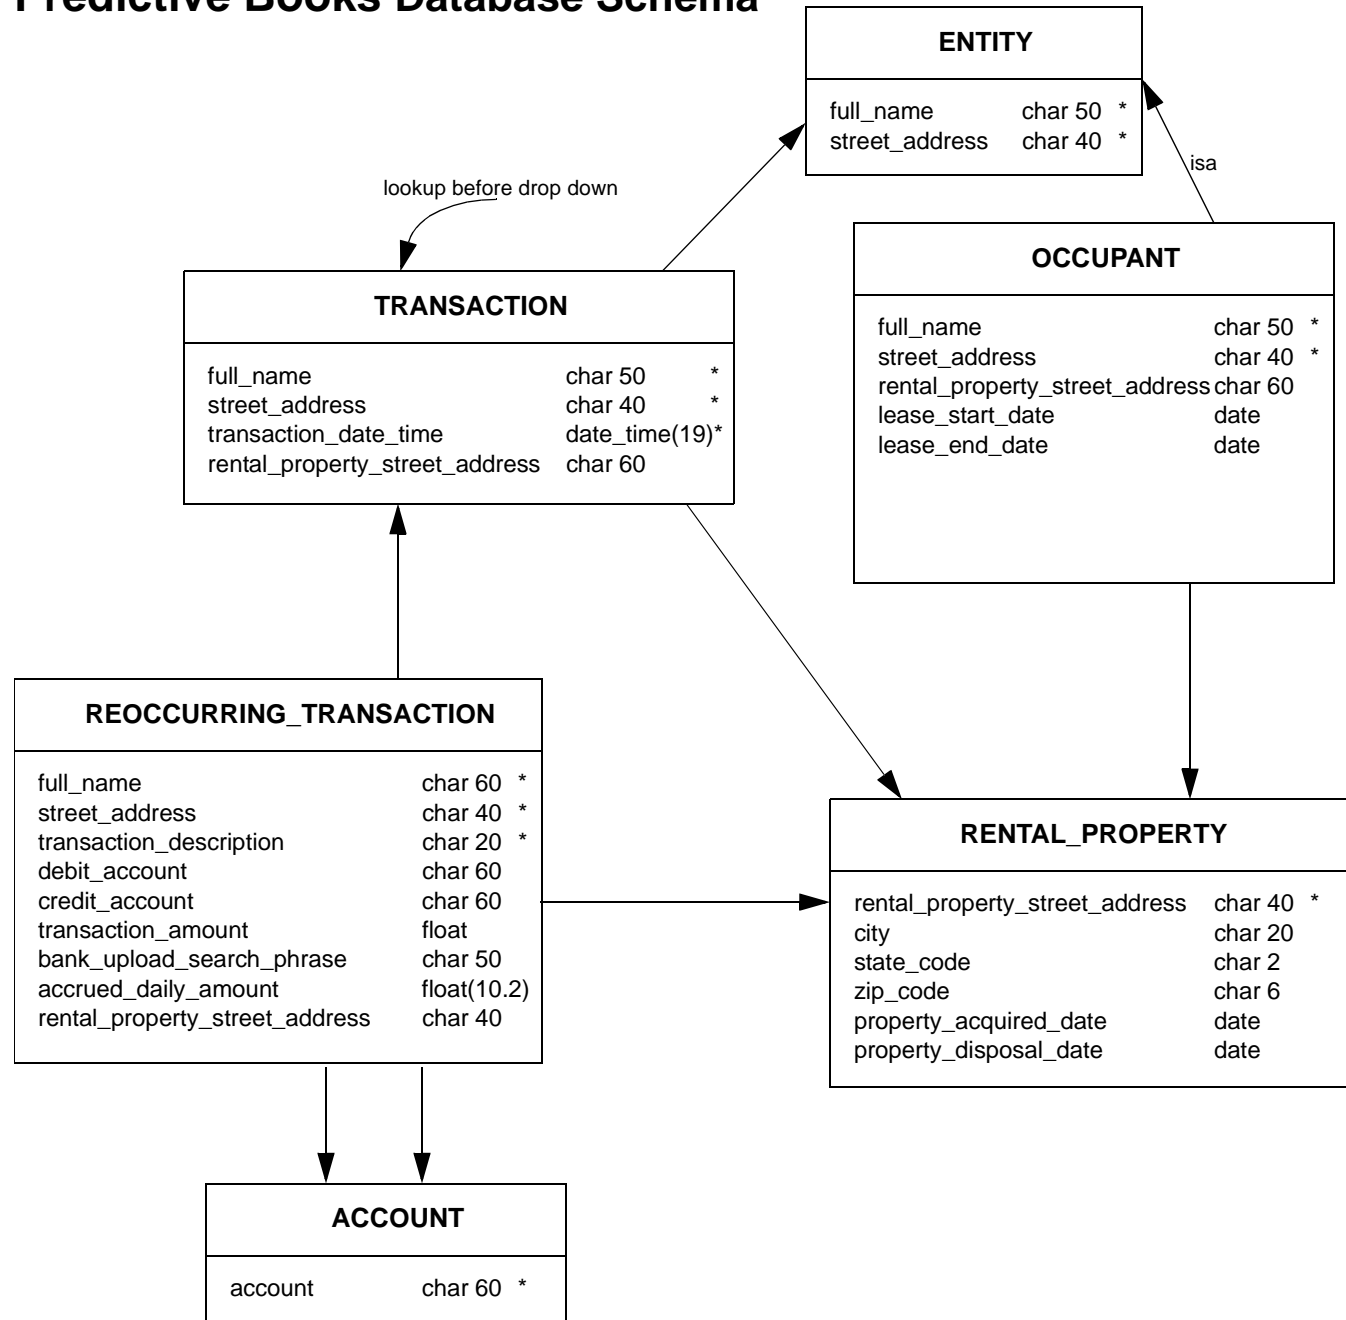 Predictive Books Database Schema
ENTITY
full_name char 50 *
street_address char 40 *
isa
lookup before drop down
OCCUPANT
full_name char 50 *
street_address char 40 *
rental_property_street_address char 60
lease_start_date date
lease_end_date date
TRANSACTION
full_name char 50 *
street_address char 40 *
transaction_date_time date_time(19)*
rental_property_street_address char 60
REOCCURRING_TRANSACTION
full_name char 60 *
street_address char 40 *
transaction_description char 20 *
debit_account char 60
credit_account char 60
transaction_amount float
bank_upload_search_phrase char 50
accrued_daily_amount float(10.2)
rental_property_street_address char 40
RENTAL_PROPERTY
rental_property_street_address char 40 *
city char 20
state_code char 2
zip_code char 6
property_acquired_date date
property_disposal_date date
ACCOUNT
account char 60 *